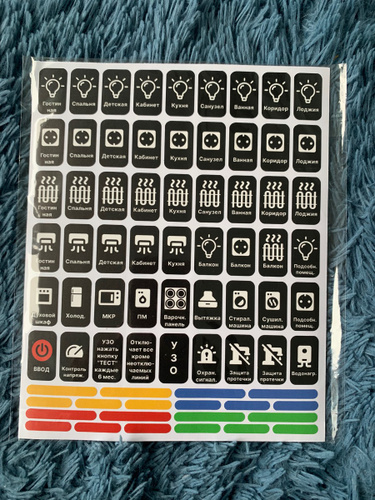 Гостин Спальня Детская Кабинет Кухня Санузел Ванная Коридор Лоджия
ная
Гостин Спальня Детская Кабинет Кухня Санузел Ванная Коридор Лоджия
ная
Гостин Спальня Детская Кабинет Кухня Санузел Ванная Коридор Лоджия
ная
Гостин Спальня Детская Кабинет Кухня Балкон Балкон Балкон Подсобн.
ная помещ.
Духовой Холод. МКР ПМ Варочн. Вытяжка Стирал. Сушил. Подсобн.
шкаф панель машина машина помещ.
ВВОД
Контроль
напряж.
УЗО
нажать
кнопку
"ТЕСТ"
каждые
6 мес.
Отклю-
чает все
кроме
неотклю-
чаемых
линий
У
З
О
Охран.
сигнал.
Защита
протечки
Защита
протечки
Водонагр.